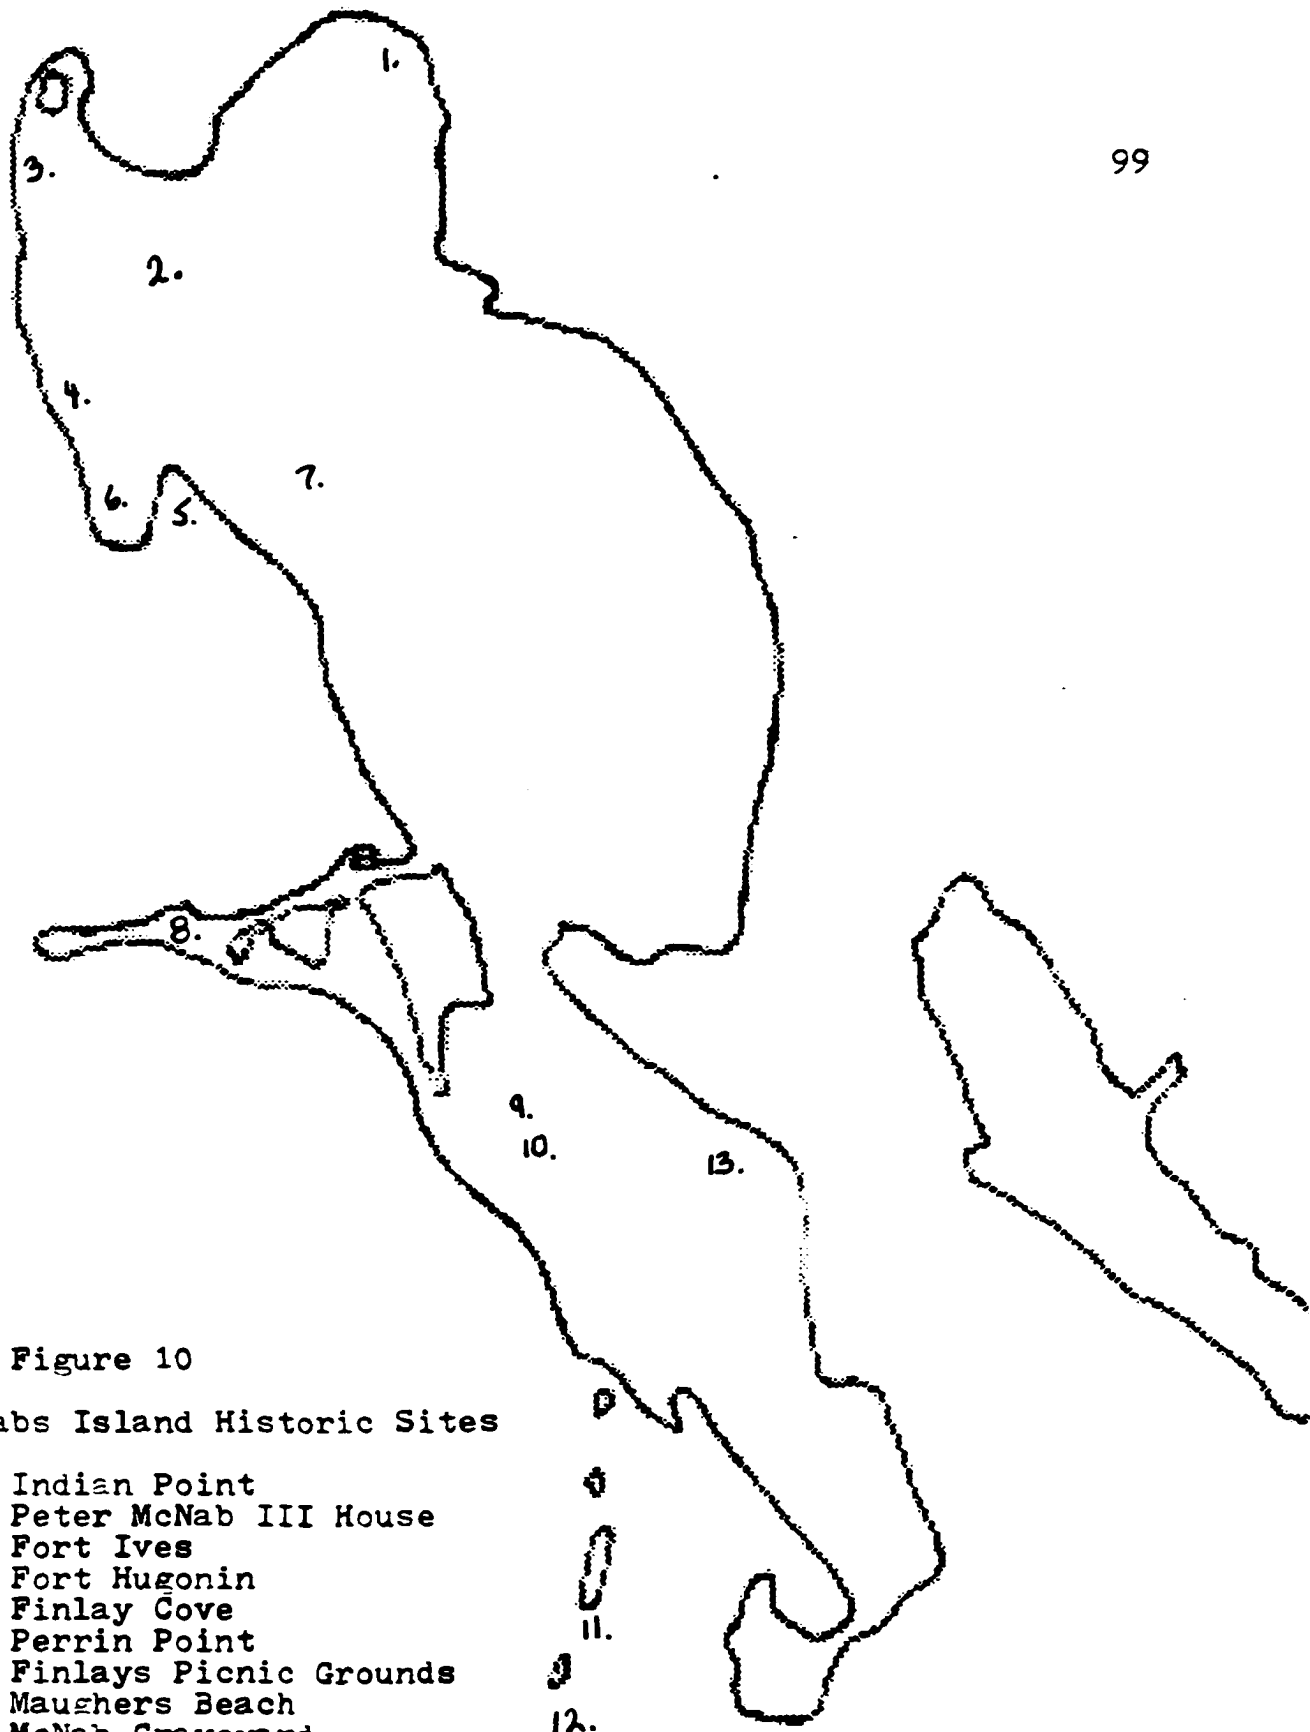 1.
99
3.
2.
4.
7.
6.
5.
8.
9.
10.
13.
Figure 10
abs Island Historic Sites
Indian Point
Peter McNab III House
Fort Ives
Fort Hugonin
Finlay Cove
Perrin Point
11.
Finlays Picnic Grounds
Maughers Beach
McNab Graveyard
12.